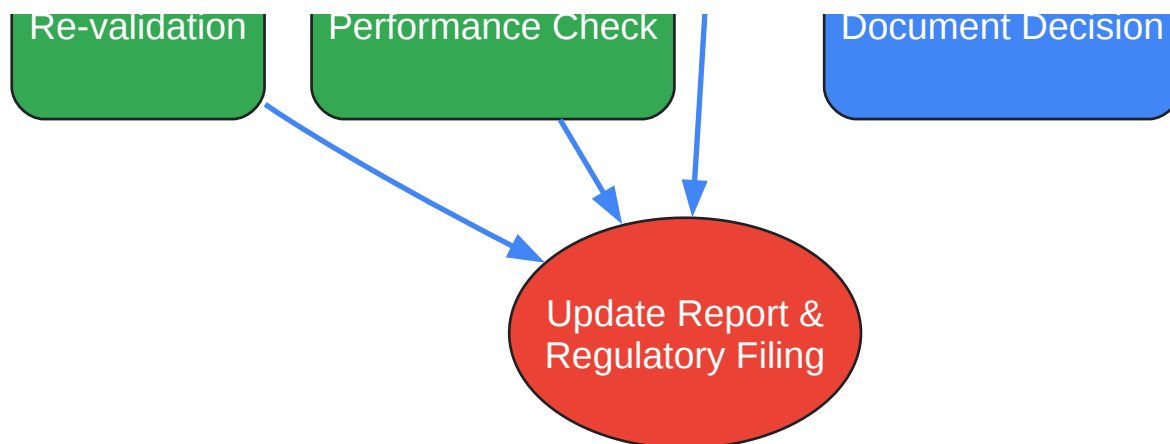 Re-validation
Performance Check
Document Decision
Update Report &
Regulatory Filing